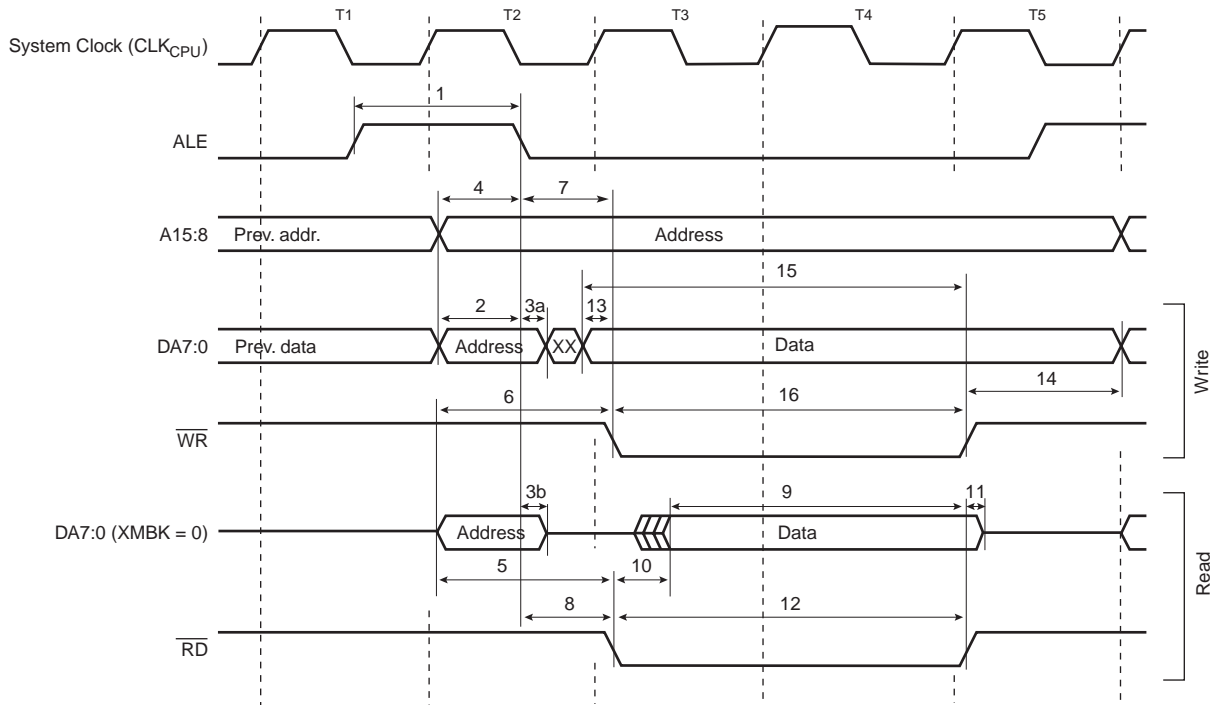 T1 T2 T3 T4 T5
System Clock (CLKCPU)
1
ALE
4 7
A15:8 Prev. addr. Address
15
2 3a 13
DA7:0 Prev. data Address XX Data
14
6 16
WR
Write
3b 9 11
DA7:0 (XMBK = 0) Address Data
5 10
8 12
RD
Read